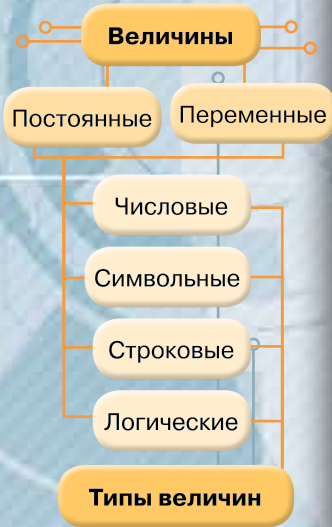 Величины
Постоянные
Переменные
Числовые
Символьные
Строковые
Логические
Типы величин